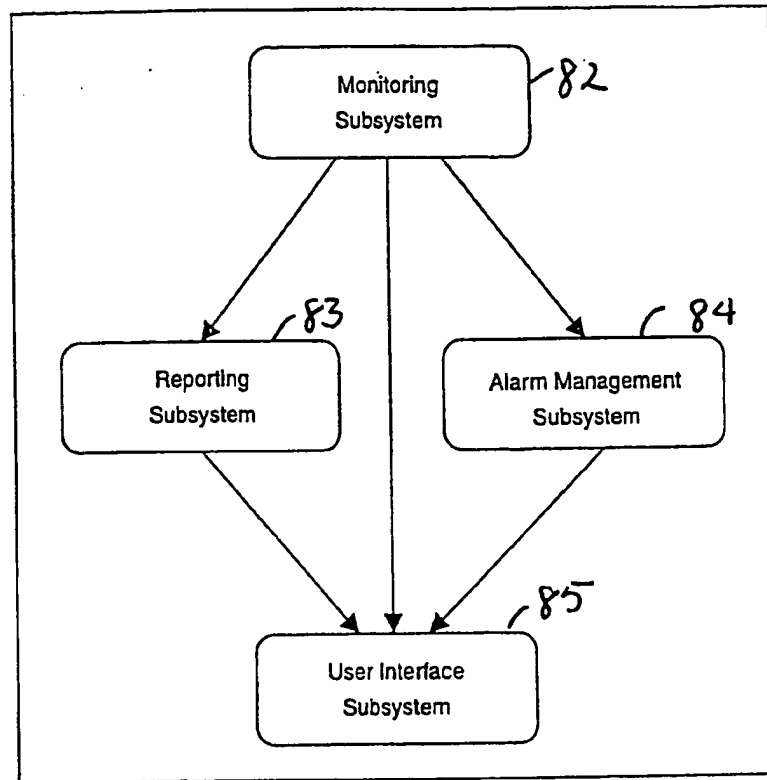 Monitoring
Subsystem
82
83
84
Reporting
Subsystem
Alarm Management
Subsystem
85
User Interface
Subsystem